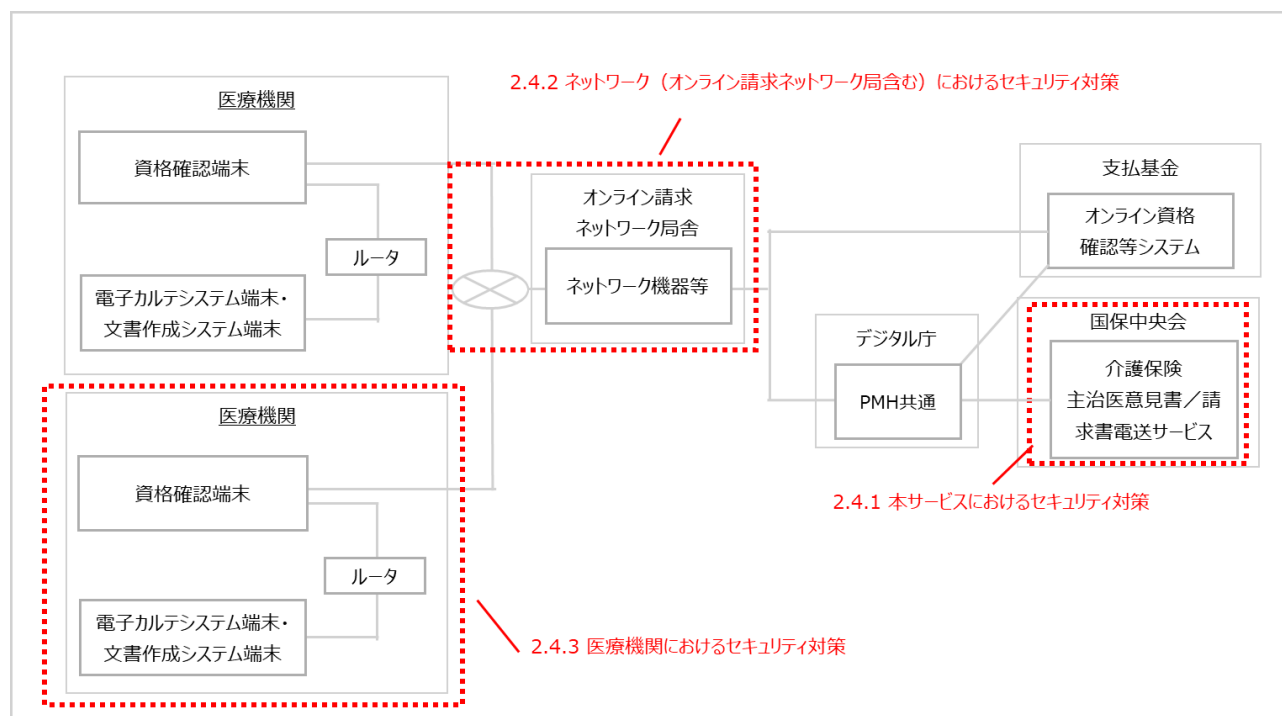 2.4.2 ネットワーク（オンライン請求ネットワーク局含む）におけるセキュリティ対策
医療機関
資格確認端末
ルータ
電子カルテシステム端末・
文書作成システム端末
オンライン請求
ネットワーク局舎
ネットワーク機器等
支払基金
オンライン資格
確認等システム
デジタル庁
PMH共通
国保中央会
介護保険
主治医意見書／請
求書電送サービス
2.4.1 本サービスにおけるセキュリティ対策
医療機関
資格確認端末
ルータ
電子カルテシステム端末・
文書作成システム端末
2.4.3 医療機関におけるセキュリティ対策